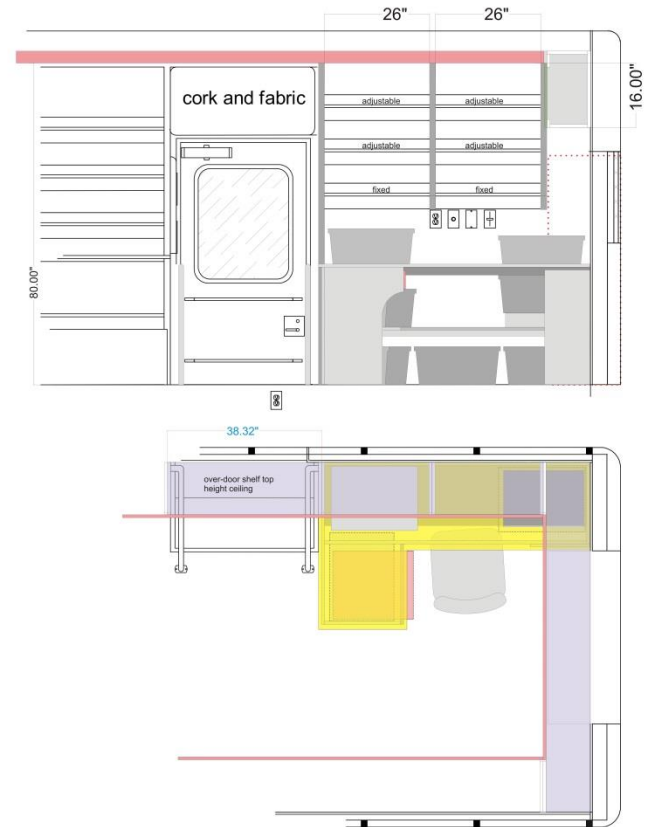 26"
26"
16.00"
cork and fabric
adjustable
adjustable
adjustable
adjustable
fixed
fixed
80.00"
38.32"
over-door shelf top
height ceiling